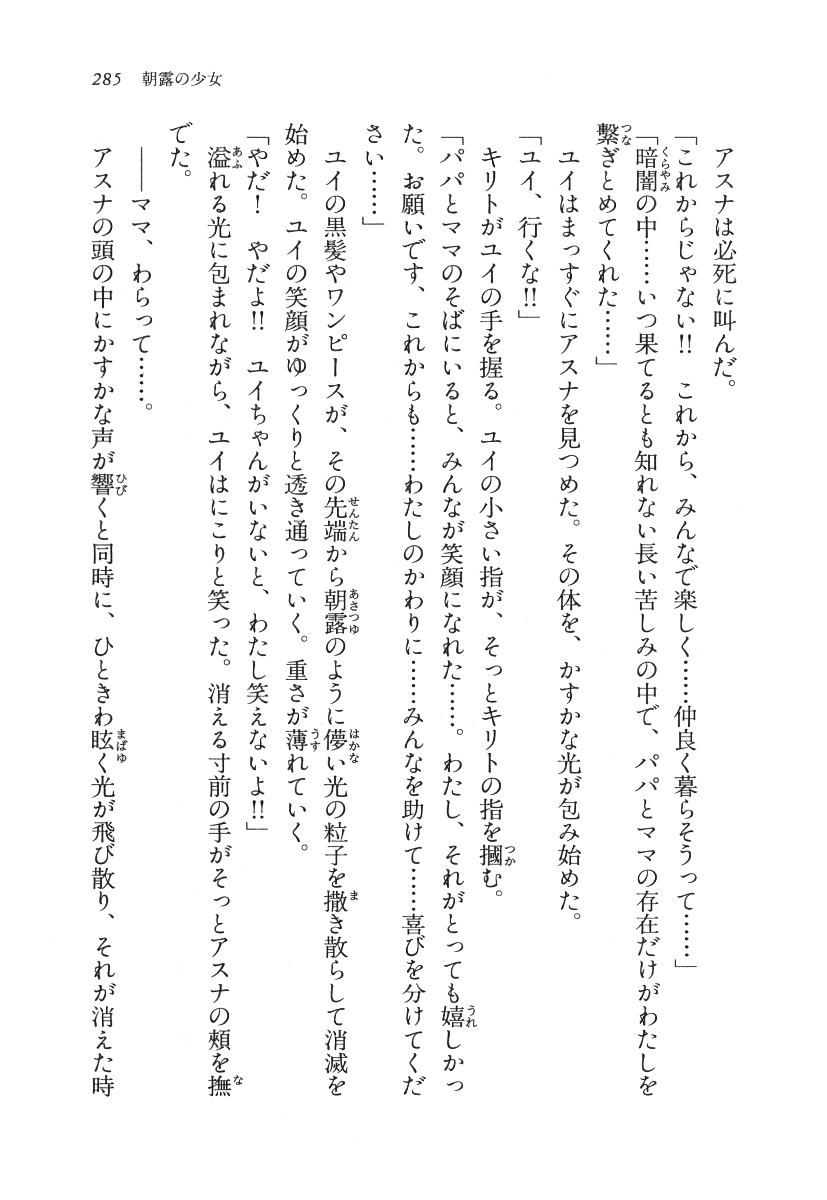 285 朝露の少女
アスナは必死に叫んだ。
「これからじゃない!! これから、みんなで楽しく……仲良く暮らそうって……」
「暗闇の中……いつ果てるとも知れない長い苦しみの中で、パパとママの存在だけがわたしを
繋ぎとめてくれた……」
ユイはまっすぐにアスナを見つめた。その体を、かすかな光が包み始めた。
「ユイ、行くな!!」
キリトがユイの手を握る。ユイの小さい指が、そっとキリトの指を摑む。
「パパとママのそばにいると、みんなが笑顔になれた……。わたし、それがとっても嬉しかっ
た。お願いです、これからも……わたしのかわりに……みんなを助けて……喜びを分けてくだ
さい……」
ユイの黒髪やワンピースが、その先端から朝露のように儚い光の粒子を撒き散らして消滅を
始めた。ユイの笑顔がゆっくりと透き通っていく。重さが薄れていく。
「やだ! やだよ!! ユイちゃんがいないと、わたし笑えないよ!!」
溢れる光に包まれながら、ユイはにこりと笑った。消える寸前の手がそっとアスナの頰を撫
でた。
――ママ、わらって……。
アスナの頭の中にかすかな声が響くと同時に、ひときわ眩く光が飛び散り、それが消えた時